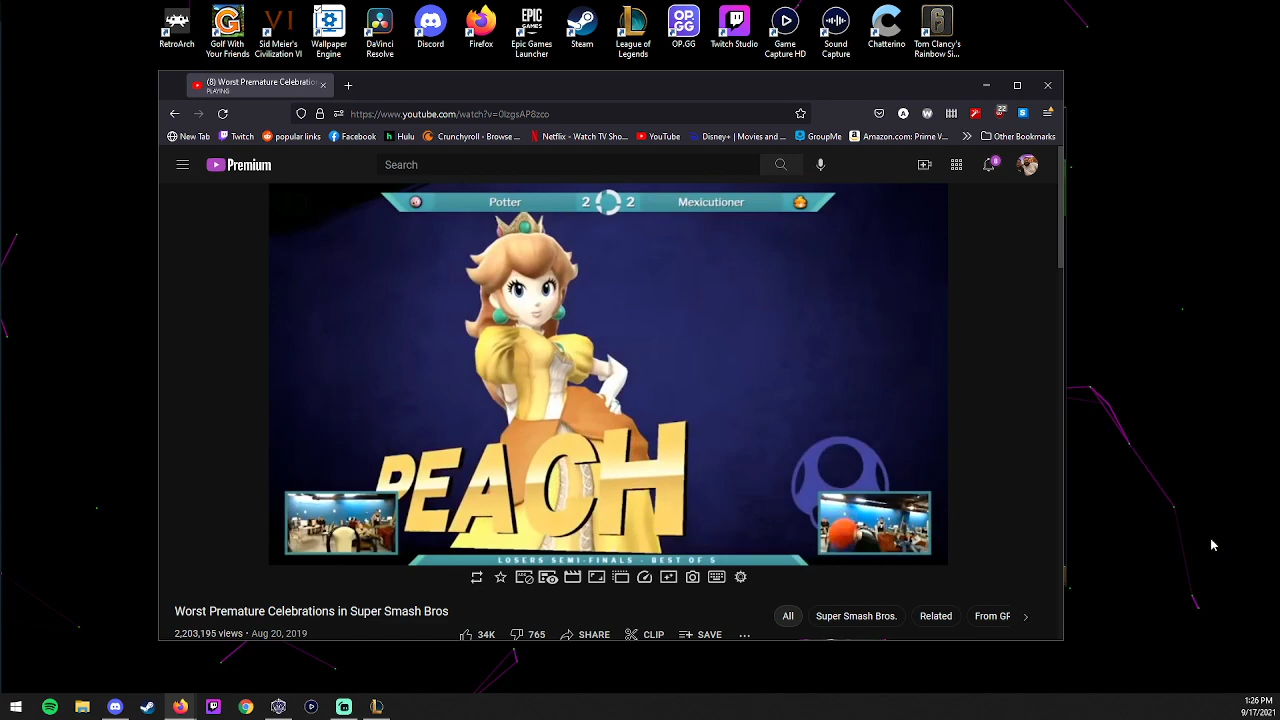 RetroArch
Golf With Your Friends
Sid Meier's Civilization VI
Wallpaper Engine
DaVinci Resolve
Discord
Firefox
Epic Games Launcher
Steam
League of Legends
OP.GG
Twitch Studio
Game Capture HD
Sound Capture
Chatterino
Tom Clancy's Rainbow Si...
(8) Worst Premature Celebratio
PLAYING
https://www.youtube.com/watch?v=0lzgsAP8zco
New Tab Twitch popular links Facebook Hulu Crunchyroll - Browse ... Netflix - Watch TV Sho... YouTube Disney+ | Movies and ... GroupMe Amazon.com: Prime V... Other Bookmarks
Premium
Search
8
Potter 2 2 Mexicutioner
PEACH
LOSERS SEMI-FINALS - BEST OF 5
Worst Premature Celebrations in Super Smash Bros
2,203,195 views • Aug 20, 2019
34K 765 SHARE CLIP SAVE ...
All Super Smash Bros. Related From GF
1:26 PM
9/17/2021